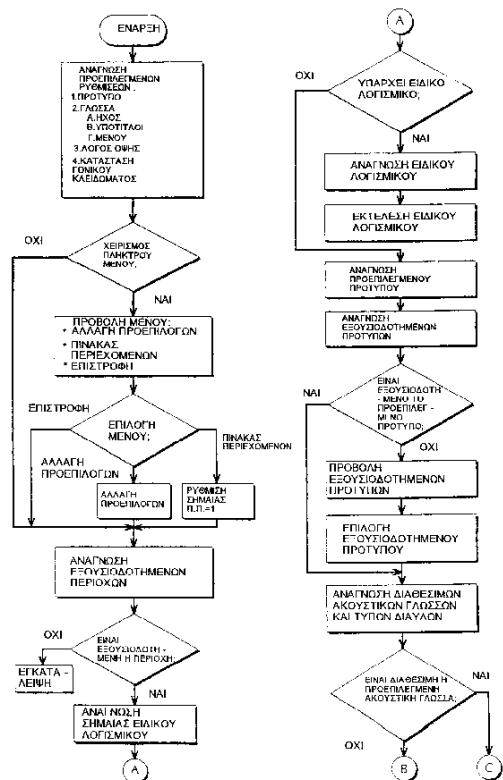 ΕΝΑΡΞΗ
ΑΝΑΓΝΩΣΗ
ΠΡΟΕΠΙΛΕΓΜΕΝΩΝ
ΡΥΘΜΙΣΕΩΝ :
1.ΠΡΟΤΥΠΟ
2.ΓΛΩΣΣΑ
Α.ΗΧΟΣ
Β.ΥΠΟΤΙΤΛΟΙ
Γ.ΜΕΝΟΥ
3.ΛΟΓΟΣ ΟΨΗΣ
4.ΚΑΤΑΣΤΑΣΗ
ΓΟΝΙΚΟΥ
ΚΛΕΙΔΩΜΑΤΟΣ
ΟΧΙ
ΧΕΙΡΙΣΜΟΣ
ΠΛΗΚΤΡΟΥ
ΜΕΝΟΥ;
ΝΑΙ
ΠΡΟΒΟΛΗ ΜΕΝΟΥ;
* ΑΛΛΑΓΗ ΠΡΟΕΠΙΛΟΓΩΝ
* ΠΙΝΑΚΑΣ
ΠΕΡΙΕΧΟΜΕΝΩΝ
* ΕΠΙΣΤΡΟΦΗ
ΕΠΙΣΤΡΟΦΗ
ΕΠΙΛΟΓΗ
ΜΕΝΟΥ;
ΠΙΝΑΚΑΣ
ΠΕΡΙΕΧΟΜΕΝΩΝ
ΑΛΛΑΓΗ
ΠΡΟΕΠΙΛΟΓΩΝ
ΑΛΛΑΓΗ
ΠΡΟΕΠΙΛΟΓΩΝ
ΡΥΘΜΙΣΗ
ΣΗΜΑΙΑΣ
Π.Π.=1
ΑΝΑΓΝΩΣΗ
ΕΞΟΥΣΙΟΔΟΤΗΜΕΝΩΝ
ΠΕΡΙΟΧΩΝ
ΟΧΙ
ΕΙΝΑΙ
ΕΞΟΥΣΙΟΔΟΤΗ -
ΜΕΝΗ Η ΠΕΡΙΟΧΗ;
ΕΓΚΑΤΑ -
ΛΕΙΨΗ
ΝΑΙ
ΑΝΑΓΝΩΣΗ
ΣΗΜΑΙΑΣ ΕΙΔΙΚΟΥ
ΛΟΓΙΣΜΙΚΟΥ
Α
Α
ΟΧΙ
ΥΠΑΡΧΕΙ ΕΙΔΙΚΟ
ΛΟΓΙΣΜΙΚΟ;
ΝΑΙ
ΑΝΑΓΝΩΣΗ ΕΙΔΙΚΟΥ
ΛΟΓΙΣΜΙΚΟΥ
ΕΚΤΕΛΕΣΗ ΕΙΔΙΚΟΥ
ΛΟΓΙΣΜΙΚΟΥ
ΑΝΑΓΝΩΣΗ
ΠΡΟΕΠΙΛΕΓΜΕΝΟΥ
ΠΡΟΤΥΠΟΥ
ΑΝΑΓΝΩΣΗ
ΕΞΟΥΣΙΟΔΟΤΗΜΕΝΩΝ
ΠΡΟΤΥΠΩΝ
ΝΑΙ
ΕΙΝΑΙ
ΕΞΟΥΣΙΟΔΟΤΗ
- ΜΕΝΟ ΤΟ
ΠΡΟΕΠΙΛΕΓ -
ΜΕΝΟ
ΠΡΟΤΥΠΟ;
ΟΧΙ
ΠΡΟΒΟΛΗ
ΕΞΟΥΣΙΟΔΟΤΗΜΕΝΩΝ
ΠΡΟΤΥΠΩΝ
ΕΠΙΛΟΓΗ
ΕΞΟΥΣΙΟΔΟΤΗΜΕΝΟΥ
ΠΡΟΤΥΠΟΥ
ΑΝΑΓΝΩΣΗ ΔΙΑΘΕΣΙΜΩΝ
ΑΚΟΥΣΤΙΚΩΝ ΓΛΩΣΣΩΝ
ΚΑΙ ΤΥΠΩΝ ΔΙΑΥΛΩΝ
ΕΙΝΑΙ ΔΙΑΘΕΣΙΜΗ Η
ΠΡΟΕΠΙΛΕΓΜΕΝΗ
ΑΚΟΥΣΤΙΚΗ ΓΛΩΣΣΑ;
ΝΑΙ
ΟΧΙ
Β
C